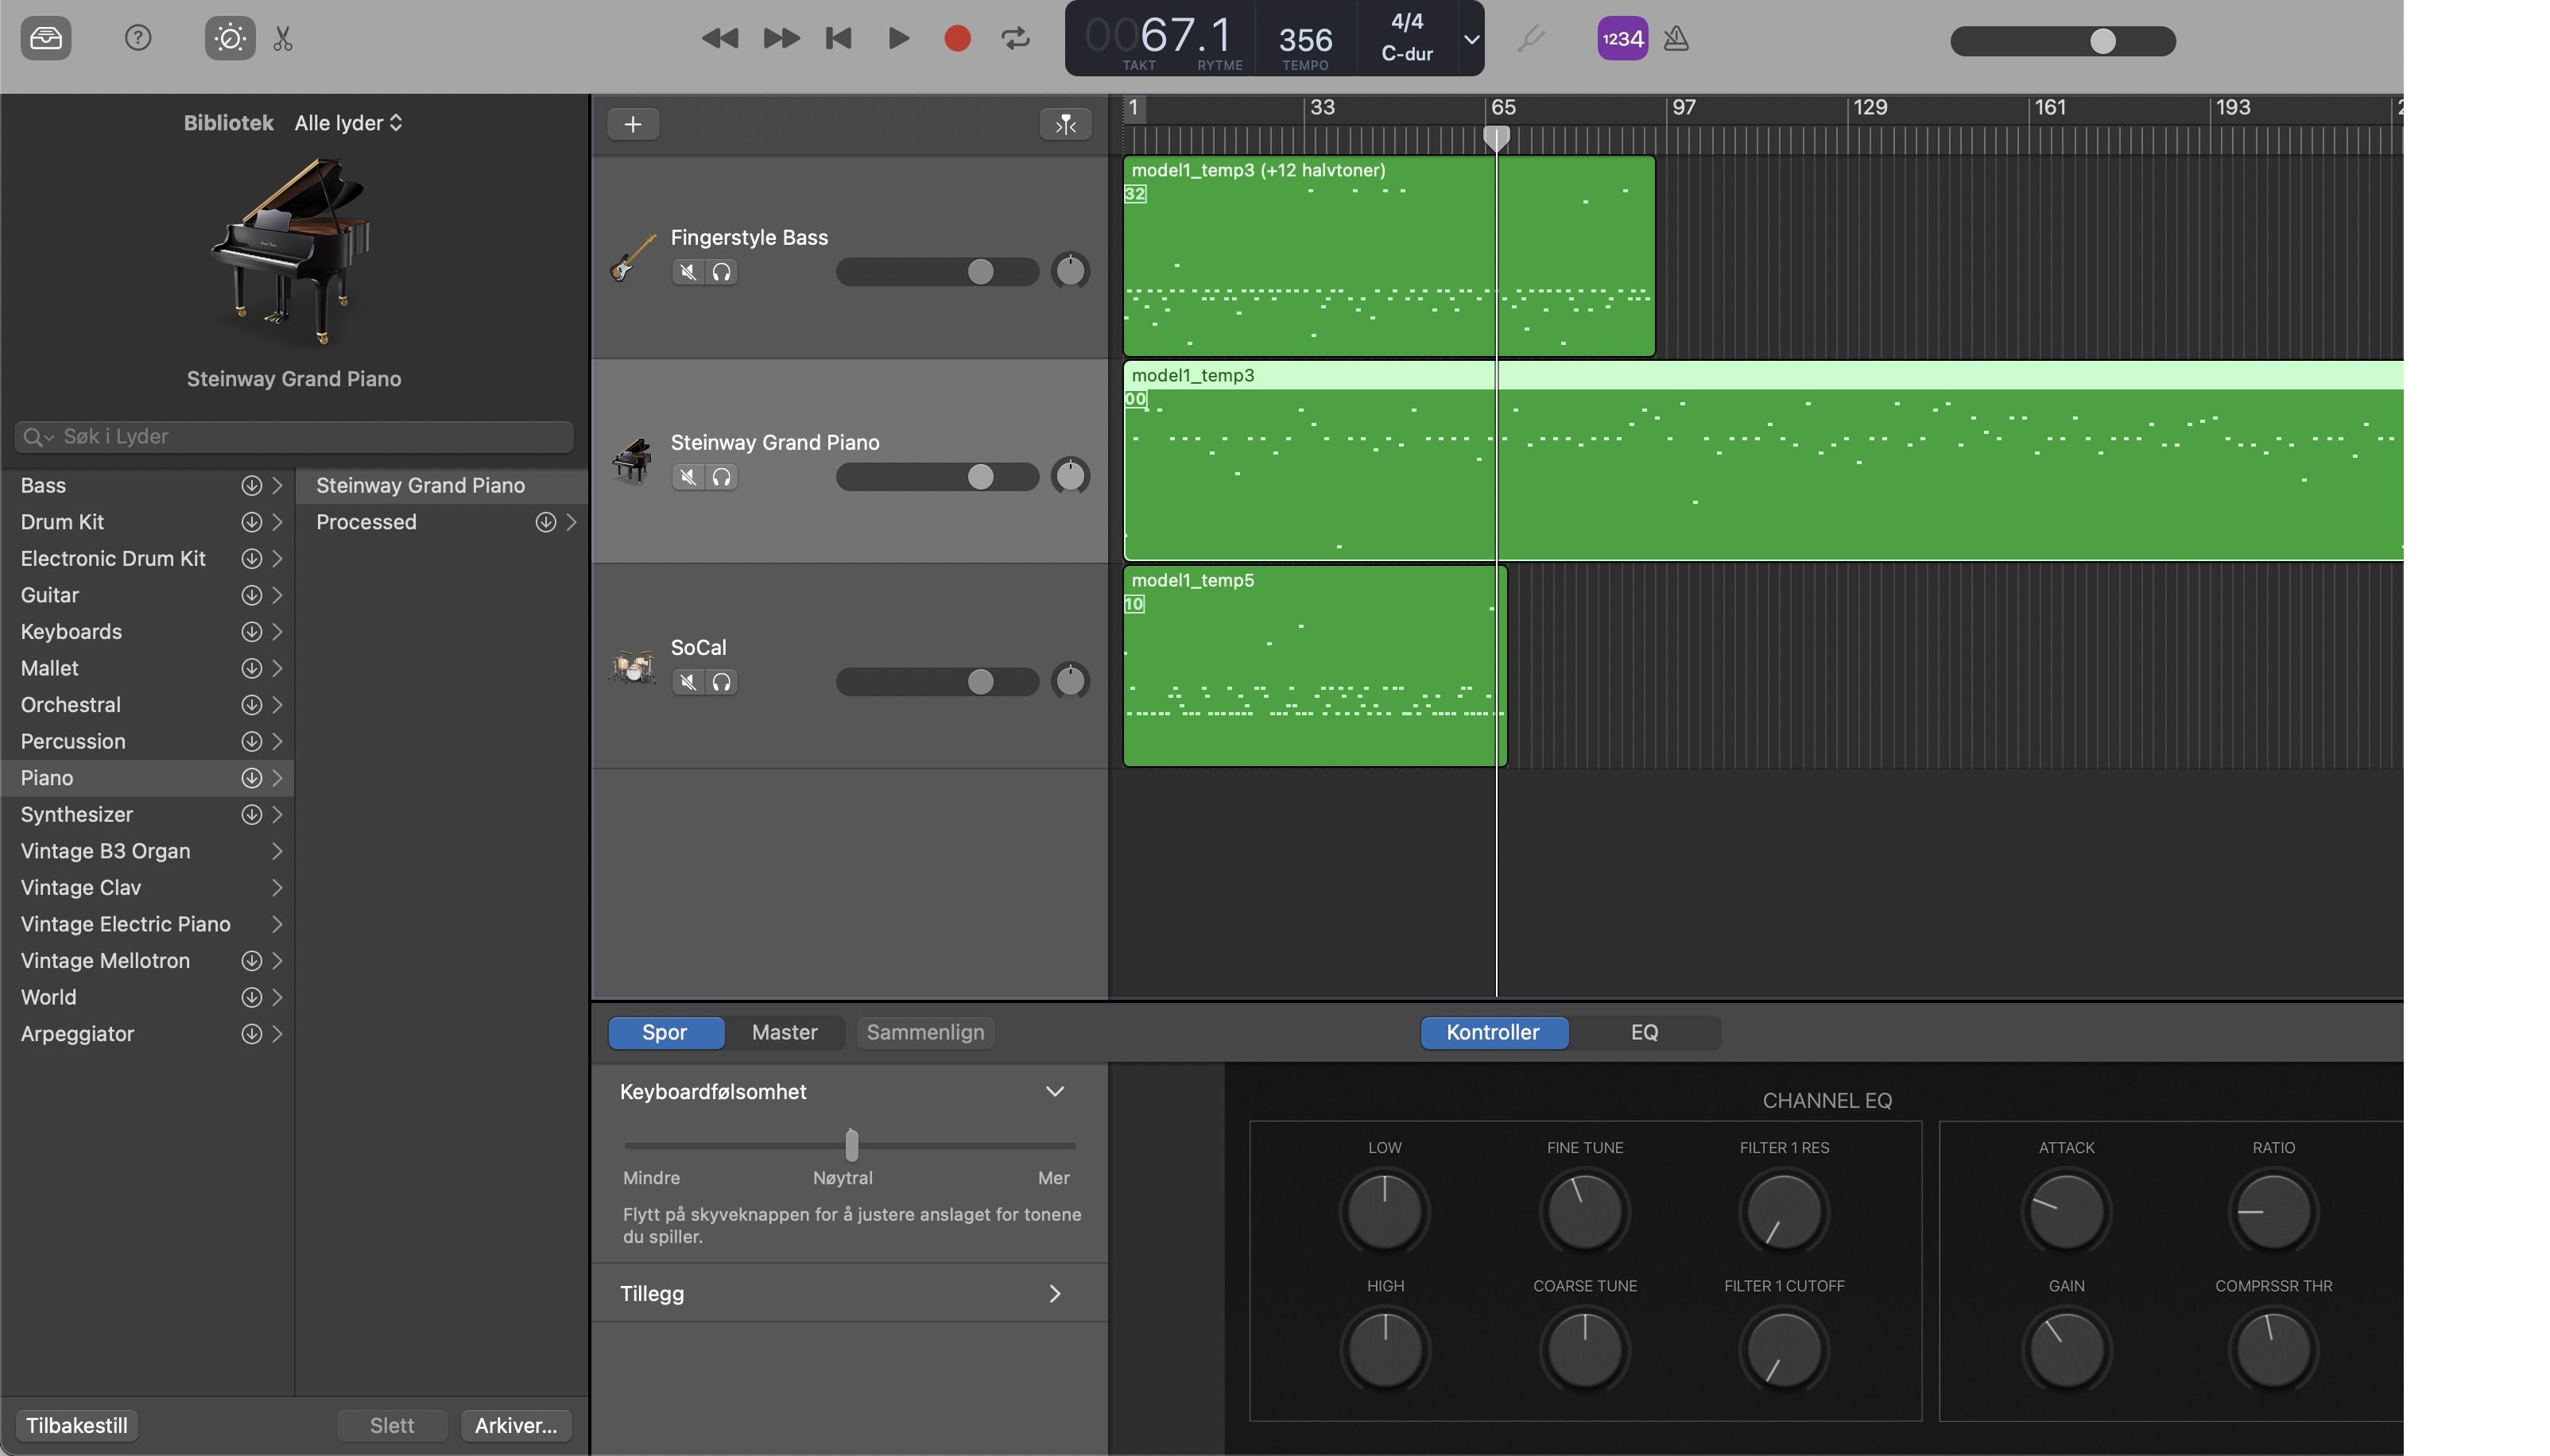 0067.1
TAKT RYTME
356
TEMPO
4/4
C-dur
1234
Bibliotek Alle lyder
Steinway Grand Piano
Søk i Lyder
Bass
Drum Kit
Electronic Drum Kit
Guitar
Keyboards
Mallet
Orchestral
Percussion
Piano
Synthesizer
Vintage B3 Organ
Vintage Clav
Vintage Electric Piano
Vintage Mellotron
World
Arpeggiator
Steinway Grand Piano
Processed
Tilbakestill Slett Arkiver...
1 33 65 97 129 161 193
Fingerstyle Bass
Steinway Grand Piano
SoCal
model1_temp3 (+12 halvtoner)
32
model1_temp3
00
model1_temp5
10
Spor Master Sammenlign Kontroller EQ
Keyboardfølsomhet
Mindre Nøytral Mer
Flytt på skyveknappen for å justere anslaget for tonene
du spiller.
Tillegg
CHANNEL EQ
LOW FINE TUNE FILTER 1 RES ATTACK RATIO
HIGH COARSE TUNE FILTER 1 CUTOFF GAIN COMPRSSR THR